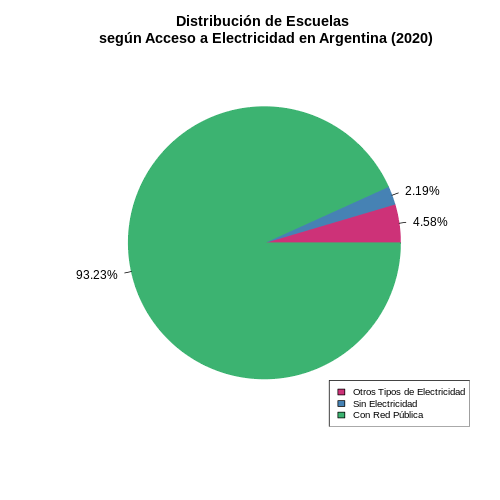 Distribución de Escuelas
según Acceso a Electricidad en Argentina (2020)
2.19%
4.58%
93.23%
Otros Tipos de Electricidad
Sin Electricidad
Con Red Pública